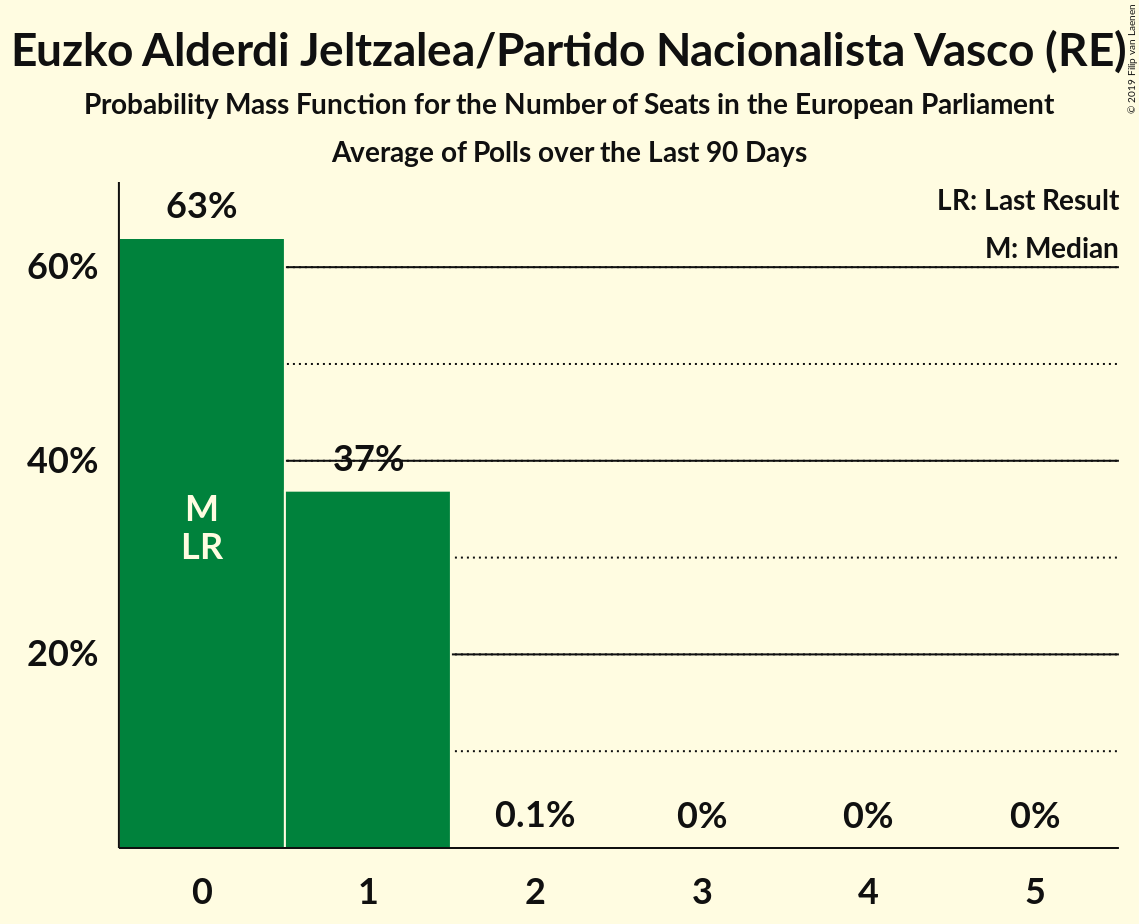 Euzko Alderdi Jeltzalea/Partido Nacionalista Vasco (RE)
© 2019 Filip van Laenen
Probability Mass Function for the Number of Seats in the European Parliament
Average of Polls over the Last 90 Days
LR: Last Result
M: Median
63%
60%
37%
40%
M
LR
20%
0.1%
0%
0%
0%
0
1
2
3
4
5